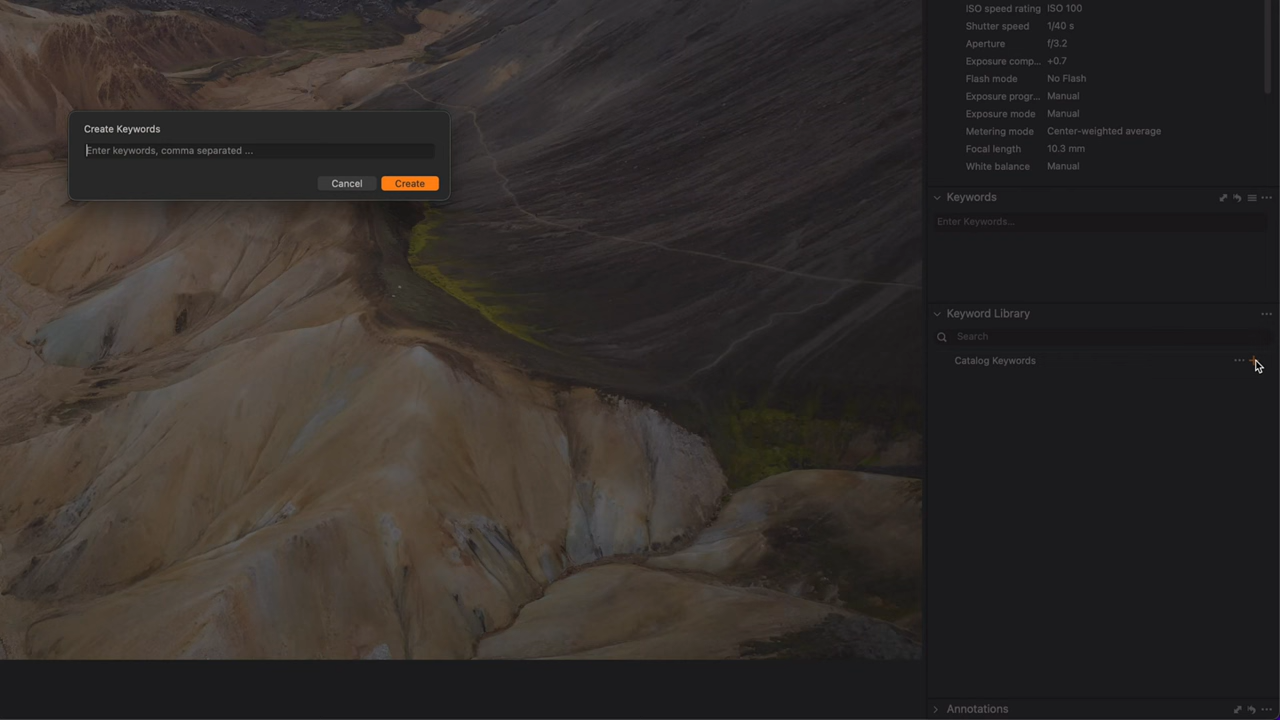 ISO speed rating ISO 100
Shutter speed 1/40 s
Aperture f/3.2
Exposure comp... +0.7
Flash mode No Flash
Exposure progr... Manual
Exposure mode Manual
Metering mode Center-weighted average
Focal length 10.3 mm
White balance Manual
Create Keywords
Enter keywords, comma separated ...
Cancel Create
Keywords
Enter Keywords...
Keyword Library
Search
Catalog Keywords
Annotations